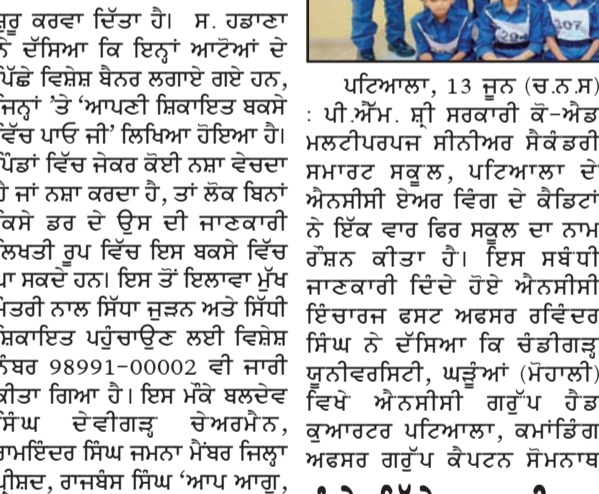 ਸ਼ੁਰੂ ਕਰਵਾ ਦਿੱਤਾ ਹੈ। ਸ. ਹਡਾਣਾ
ਨੇ ਦੱਸਿਆ ਕਿ ਇਨ੍ਹਾਂ ਆਟੋਆਂ ਦੇ
ਪਿੱਛੇ ਵਿਸ਼ੇਸ਼ ਬੈਨਰ ਲਗਾਏ ਗਏ ਹਨ,
ਜਿਨ੍ਹਾਂ 'ਤੇ 'ਆਪਣੀ ਸ਼ਿਕਾਇਤ ਬਕਸੇ
ਵਿੱਚ ਪਾਓ ਜੀ' ਲਿਖਿਆ ਹੋਇਆ ਹੈ।
ਪਿੰਡਾਂ ਵਿੱਚ ਜੇਕਰ ਕੋਈ ਨਸ਼ਾ ਵੇਚਦਾ
ਹੈ ਜਾਂ ਨਸ਼ਾ ਕਰਦਾ ਹੈ, ਤਾਂ ਲੋਕ ਬਿਨਾਂ
ਕਿਸੇ ਡਰ ਦੇ ਉਸ ਦੀ ਜਾਣਕਾਰੀ
ਲਿਖਤੀ ਰੂਪ ਵਿੱਚ ਇਸ ਬਕਸੇ ਵਿੱਚ
ਪਾ ਸਕਦੇ ਹਨ। ਇਸ ਤੋਂ ਇਲਾਵਾ ਮੁੱਖ
ਮੰਤਰੀ ਨਾਲ ਸਿੱਧਾ ਜੁੜਨ ਅਤੇ ਸਿੱਧੀ
ਸ਼ਿਕਾਇਤ ਪਹੁੰਚਾਉਣ ਲਈ ਵਿਸ਼ੇਸ਼
ਨੰਬਰ 98991-00002 ਵੀ ਜਾਰੀ
ਕੀਤਾ ਗਿਆ ਹੈ। ਇਸ ਮੌਕੇ ਬਲਦੇਵ
ਸਿੰਘ ਦੇਵੀਗੜ੍ਹ ਚੇਅਰਮੈਨ,
ਰਾਮਇੰਦਰ ਸਿੰਘ ਜਮਨਾ ਮੈਂਬਰ ਜਿਲ੍ਹਾ
ਪ੍ਰੀਸ਼ਦ, ਰਾਜਬੰਸ ਸਿੰਘ 'ਆਪ ਆਗੂ,
294
307
ਪਟਿਆਲਾ, 13 ਜੂਨ (ਚ.ਨ.ਸ)
: ਪੀ.ਐੱਮ. ਸ਼੍ਰੀ ਸਰਕਾਰੀ ਕੋ-ਐਡ
ਮਲਟੀਪਰਪਜ ਸੀਨੀਅਰ ਸੈਕੰਡਰੀ
ਸਮਾਰਟ ਸਕੂਲ, ਪਟਿਆਲਾ ਦੇ
ਐਨਸੀਸੀ ਏਅਰ ਵਿੰਗ ਦੇ ਕੈਡਿਟਾਂ
ਨੇ ਇੱਕ ਵਾਰ ਫਿਰ ਸਕੂਲ ਦਾ ਨਾਮ
ਰੌਸ਼ਨ ਕੀਤਾ ਹੈ। ਇਸ ਸਬੰਧੀ
ਜਾਣਕਾਰੀ ਦਿੰਦੇ ਹੋਏ ਐਨਸੀਸੀ
ਇੰਚਾਰਜ ਫਸਟ ਅਫਸਰ ਰਵਿੰਦਰ
ਸਿੰਘ ਨੇ ਦੱਸਿਆ ਕਿ ਚੰਡੀਗੜ੍ਹ
ਯੂਨੀਵਰਸਿਟੀ, ਘੜੂੰਆਂ (ਮੋਹਾਲੀ)
ਵਿਖੇ ਐਨਸੀਸੀ ਗਰੁੱਪ ਹੈਡ
ਕੁਆਰਟਰ ਪਟਿਆਲਾ, ਕਮਾਂਡਿੰਗ
ਅਫਸਰ ਗਰੁੱਪ ਕੈਪਟਨ ਸੋਮਨਾਥ